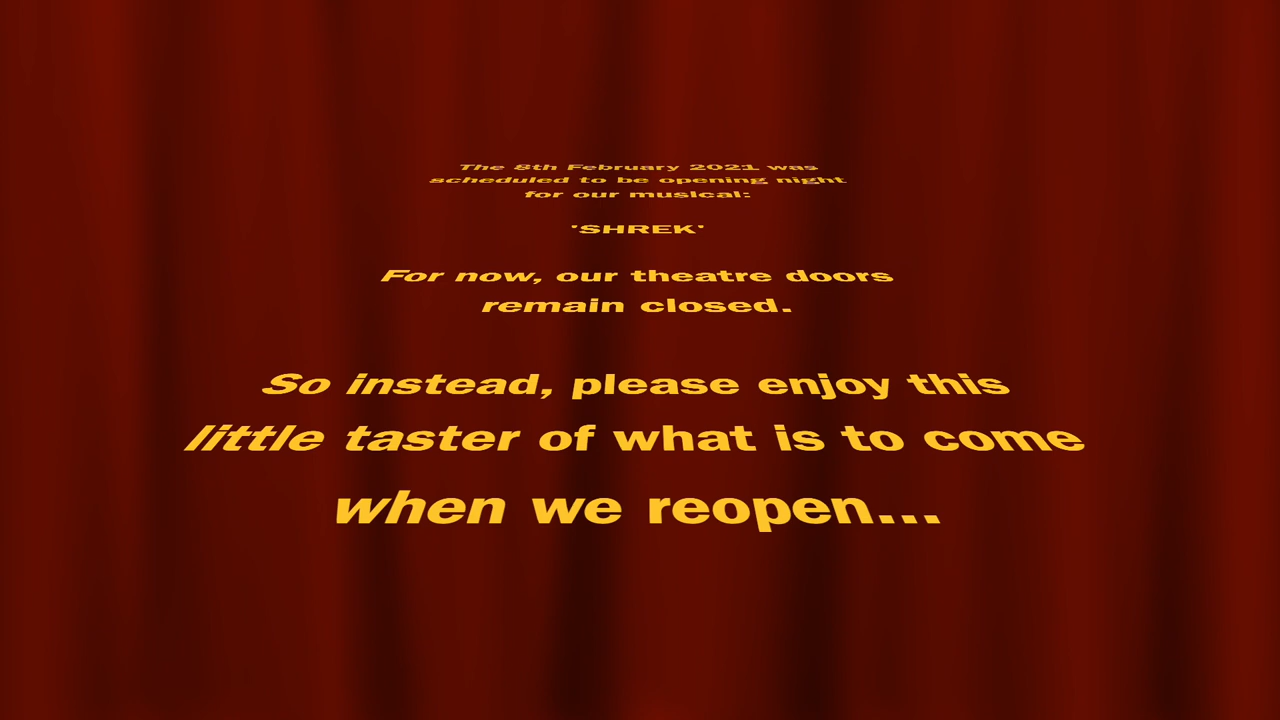 The 8th February 2021 was
scheduled to be opening night
for our musical:
'SHREK'
For now, our theatre doors
remain closed.
So instead, please enjoy this
little taster of what is to come
when we reopen...